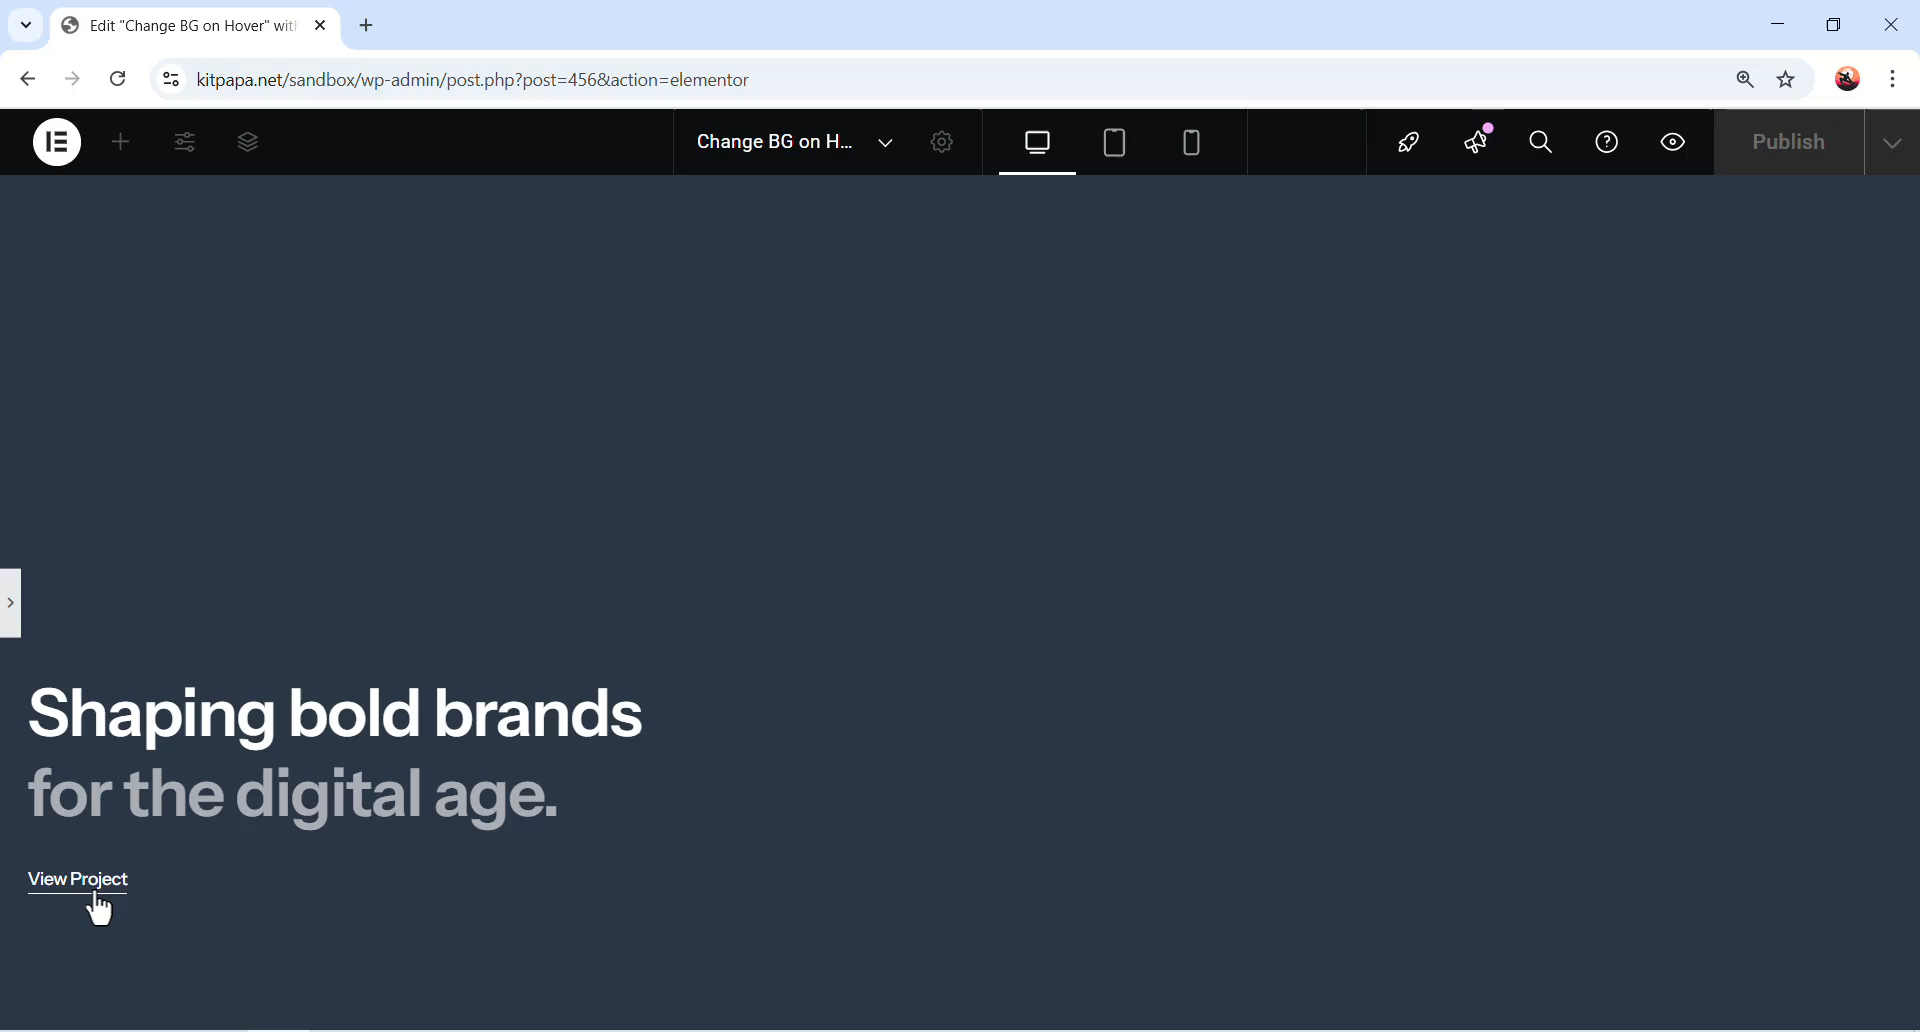 Edit "Change BG on Hover" wit
kitpapa.net/sandbox/wp-admin/post.php?post=456&action=elementor
Change BG on H...
Publish
Shaping bold brands
for the digital age.
View Project